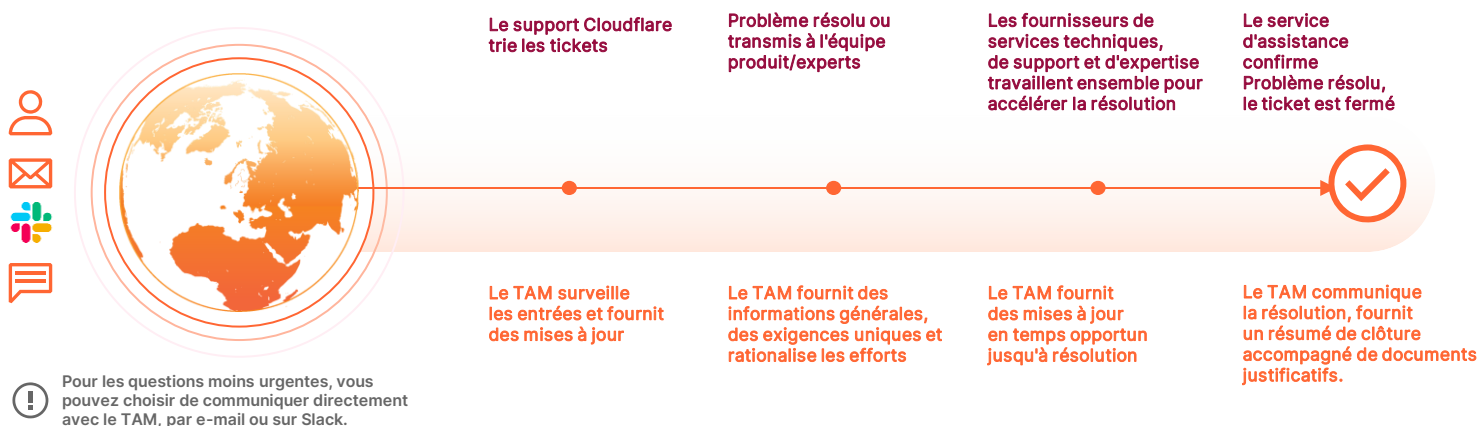 Le support Cloudflare
trie les tickets
Problème résolu ou
transmis à l'équipe
produit/experts
Les fournisseurs de
services techniques,
de support et d'expertise
travaillent ensemble pour
accélérer la résolution
Le service
d'assistance
confirme
Problème résolu,
le ticket est fermé
Le TAM surveille
les entrées et fournit
des mises à jour
Le TAM fournit des
informations générales,
des exigences uniques et
rationalise les efforts
Le TAM fournit
des mises à jour
en temps opportun
jusqu'à résolution
Le TAM communique
la résolution, fournit
un résumé de clôture
accompagné de documents
justificatifs.
Pour les questions moins urgentes, vous
pouvez choisir de communiquer directement
avec le TAM, par e-mail ou sur Slack.